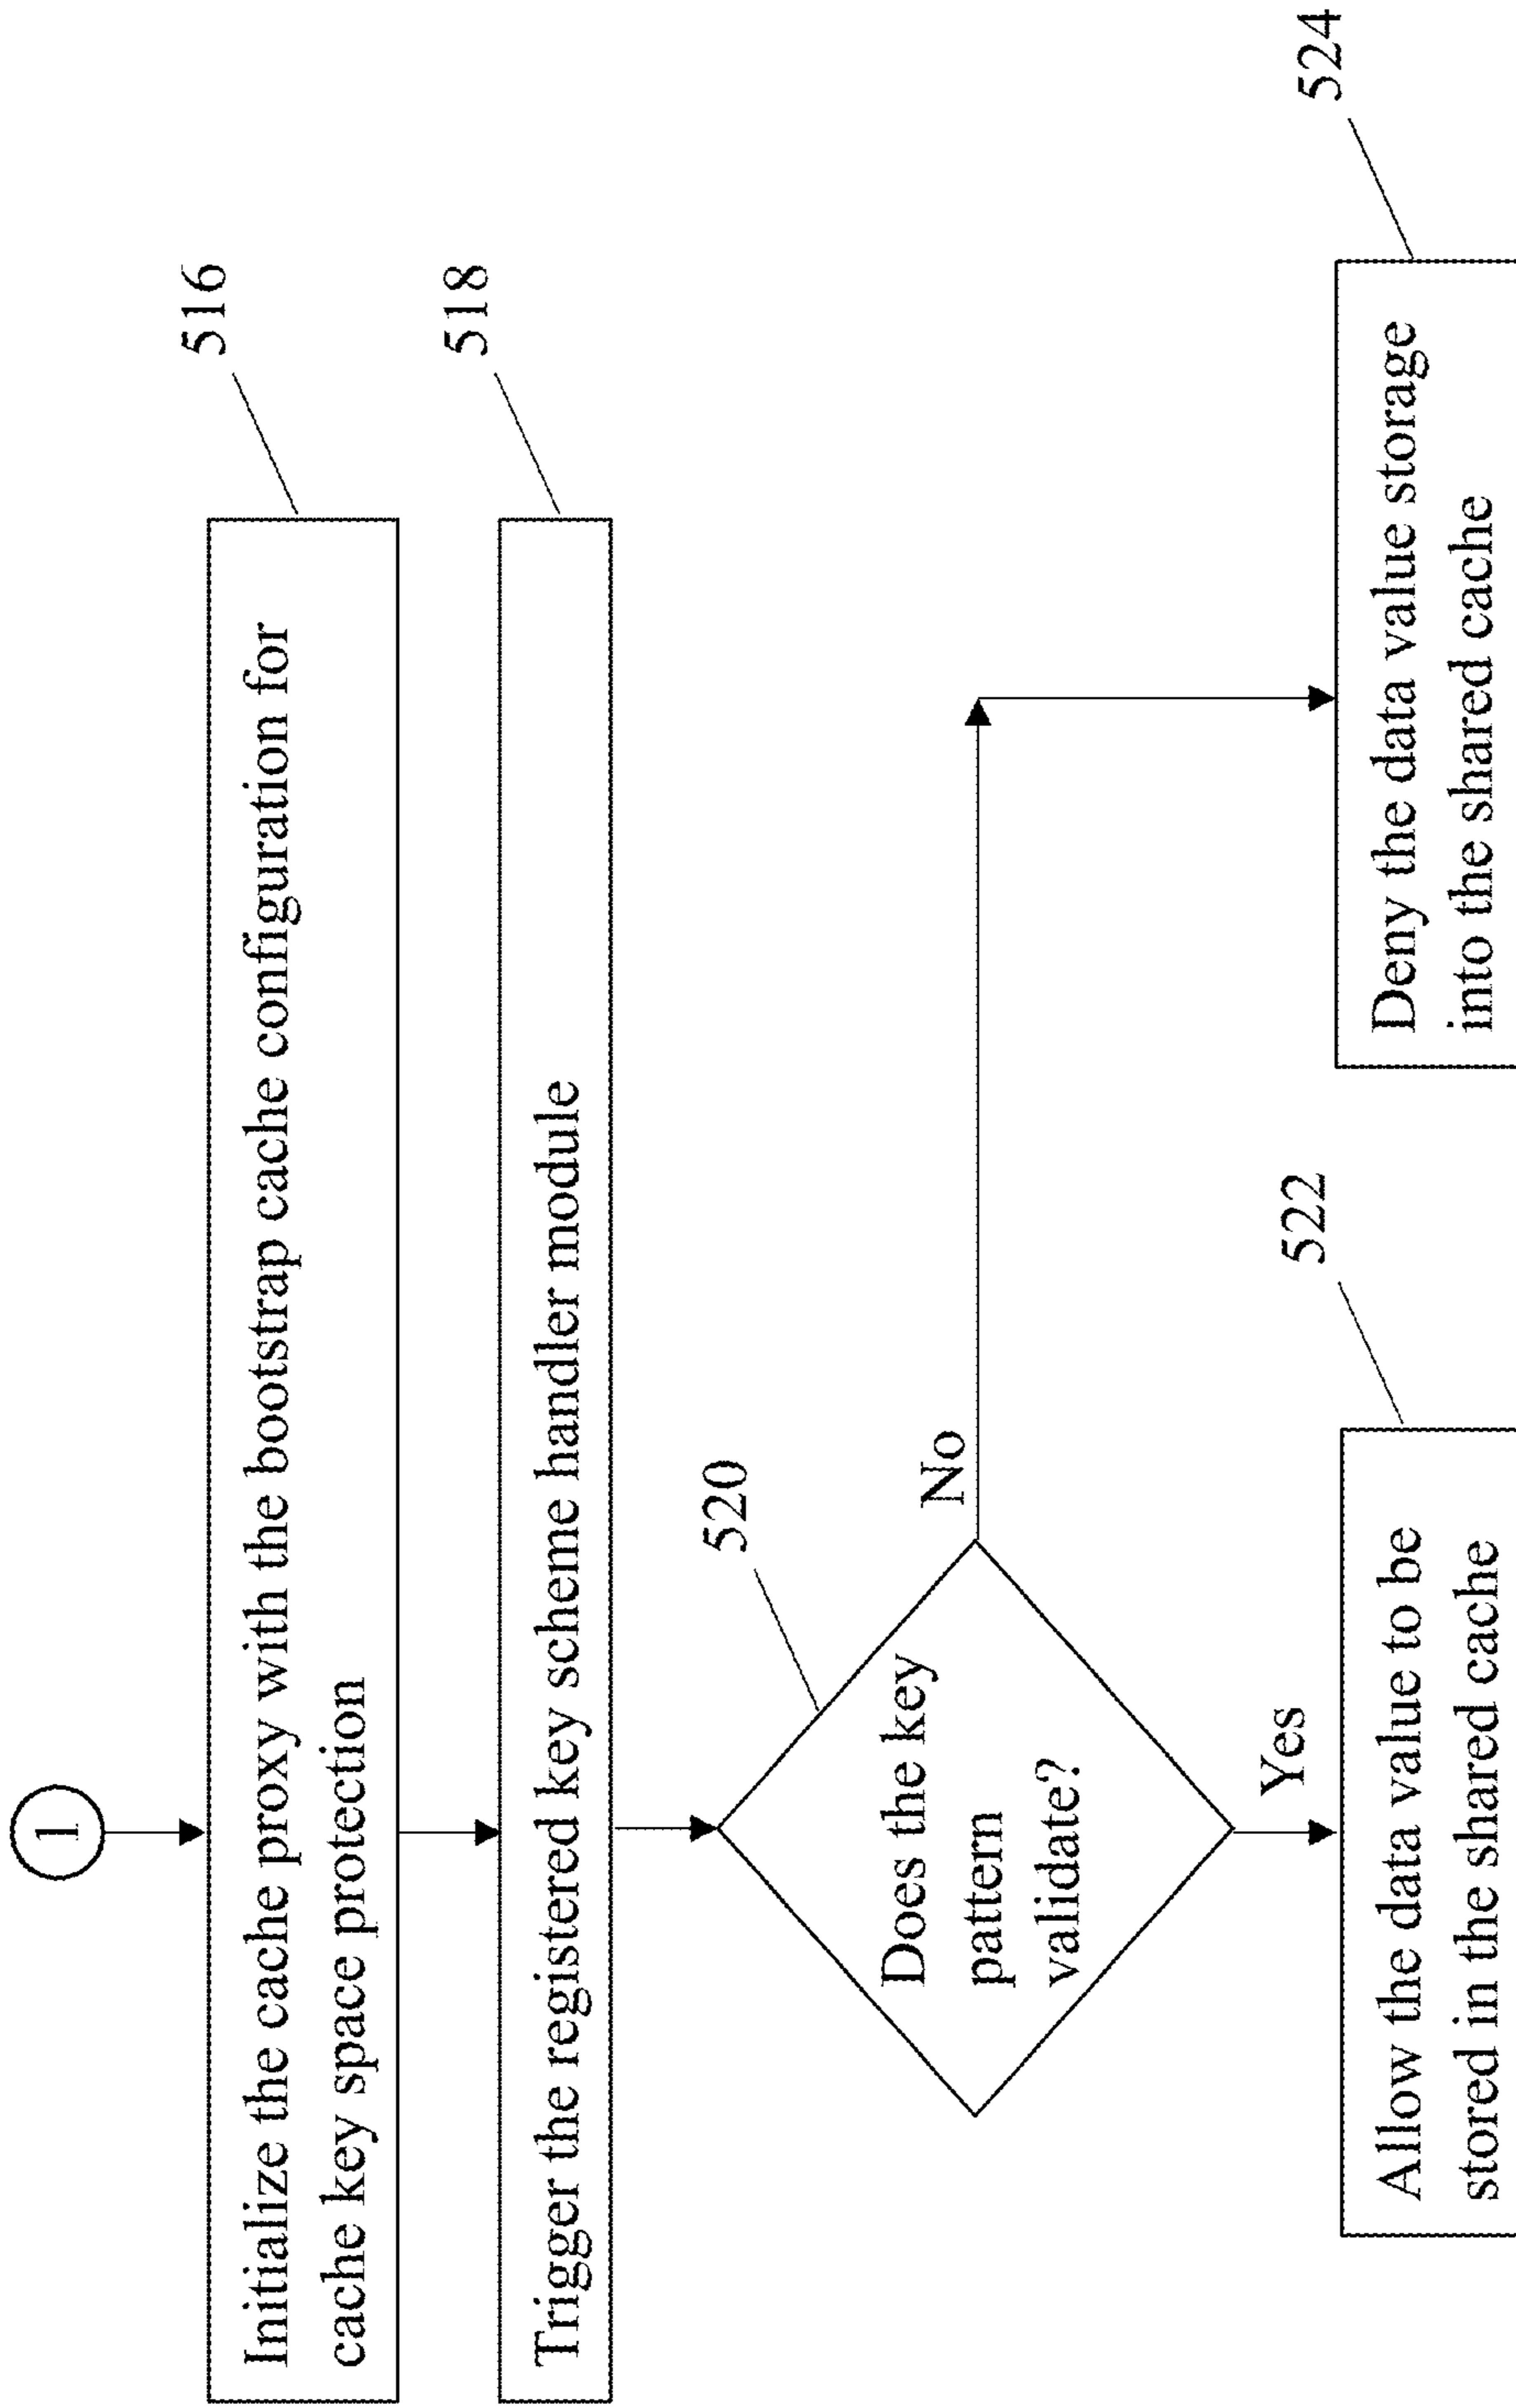 1
516
Initialize the cache proxy with the bootstrap cache configuration for
cache key space protection
518
Trigger the registered key scheme handler module
520
Does the key
pattern
validate?
No
Yes
522
Allow the data value to be
stored in the shared cache
524
Deny the data value storage
into the shared cache